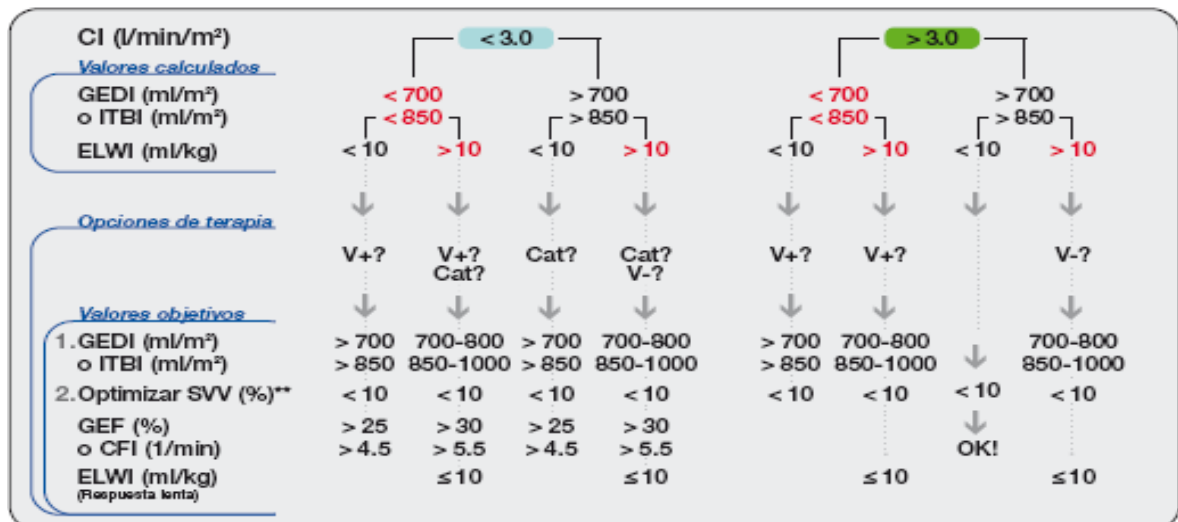 CI (l/min/m²) < 3.0 > 3.0
Valores calculados
GEDI (ml/m²) < 700 > 700 < 700 > 700
o ITBI (ml/m²) < 850 > 850 < 850 > 850
ELWI (ml/kg) < 10 > 10 < 10 > 10 < 10 > 10 < 10 > 10
Opciones de terapia
V+? V+? Cat? Cat? V+? V+? V-?
Cat? V-?
Valores objetivos
1. GEDI (ml/m²) > 700 700-800 > 700 700-800 > 700 700-800 700-800
o ITBI (ml/m²) > 850 850-1000 > 850 850-1000 > 850 850-1000 850-1000
2. Optimizar SVV (%)** < 10 < 10 < 10 < 10 < 10 < 10 < 10 < 10
GEF (%) > 25 > 30 > 25 > 30
o CFI (1/min) > 4.5 > 5.5 > 4.5 > 5.5 OK!
ELWI (ml/kg) ≤ 10 ≤ 10 ≤ 10 ≤ 10
(Respuesta lenta)